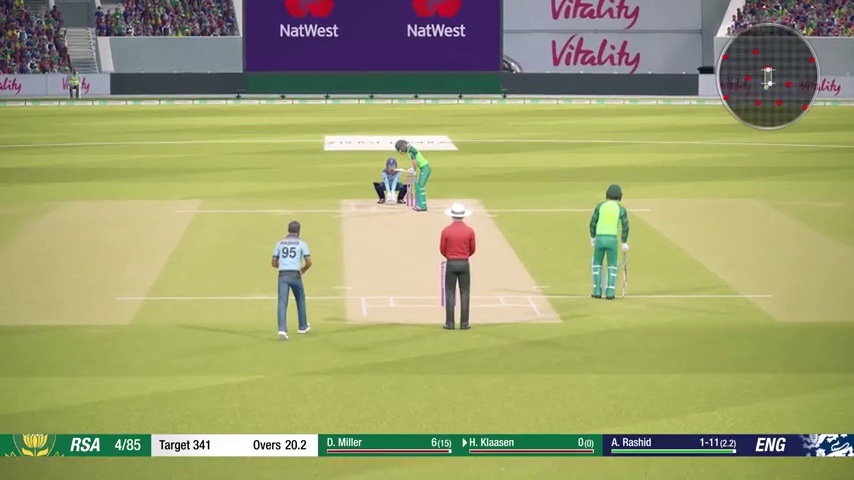 NatWest
NatWest
Vitality
Vitality
Vitality
Vitality
RASHID
95
RSA 4/85 Target 341 Overs 20.2 D. Miller 6(15) H. Klaasen 0(0) A. Rashid 1-11(2.2) ENG